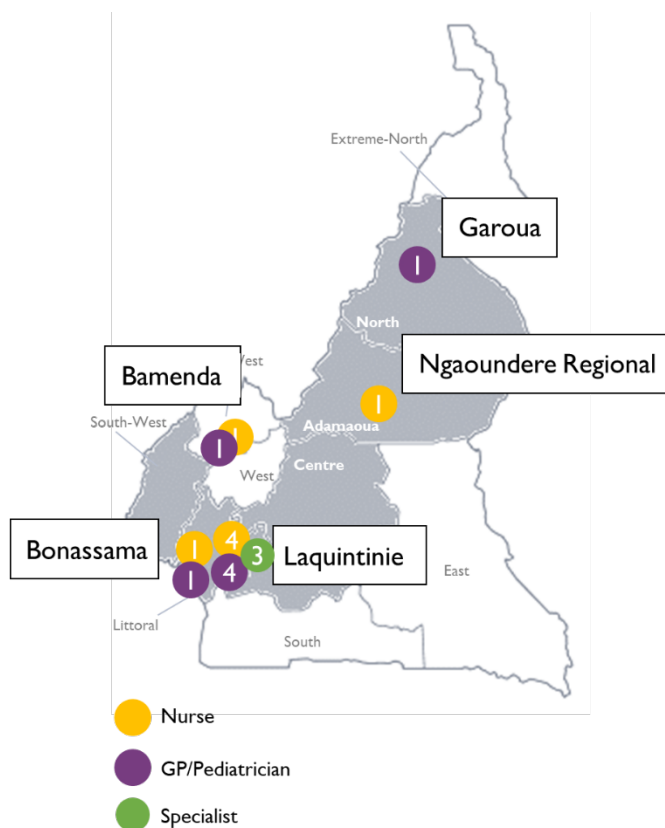 Extreme-North
Garoua
1
North
Ngaoundere Regional
1
Adamaoua
West
Bamenda
1
1
South-West
West
Centre
Bonassama
1
4
3
Laquintinie
1
4
East
Littoral
South
Nurse
GP/Pediatrician
Specialist